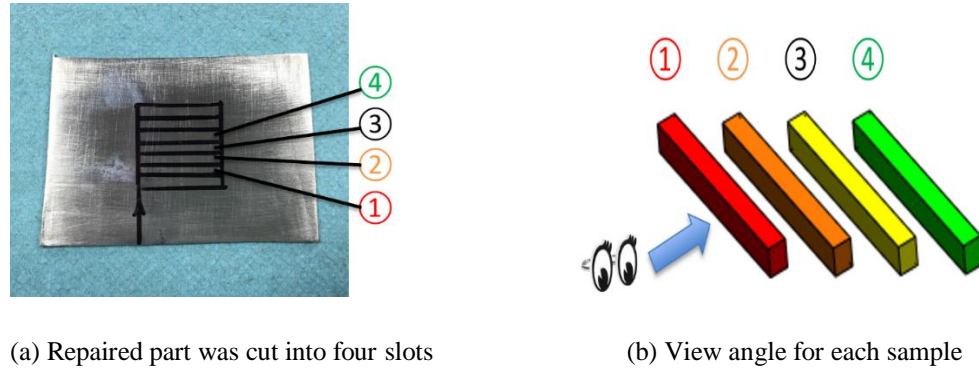 4
3
2
1
1 2 3 4
(a) Repaired part was cut into four slots
(b) View angle for each sample